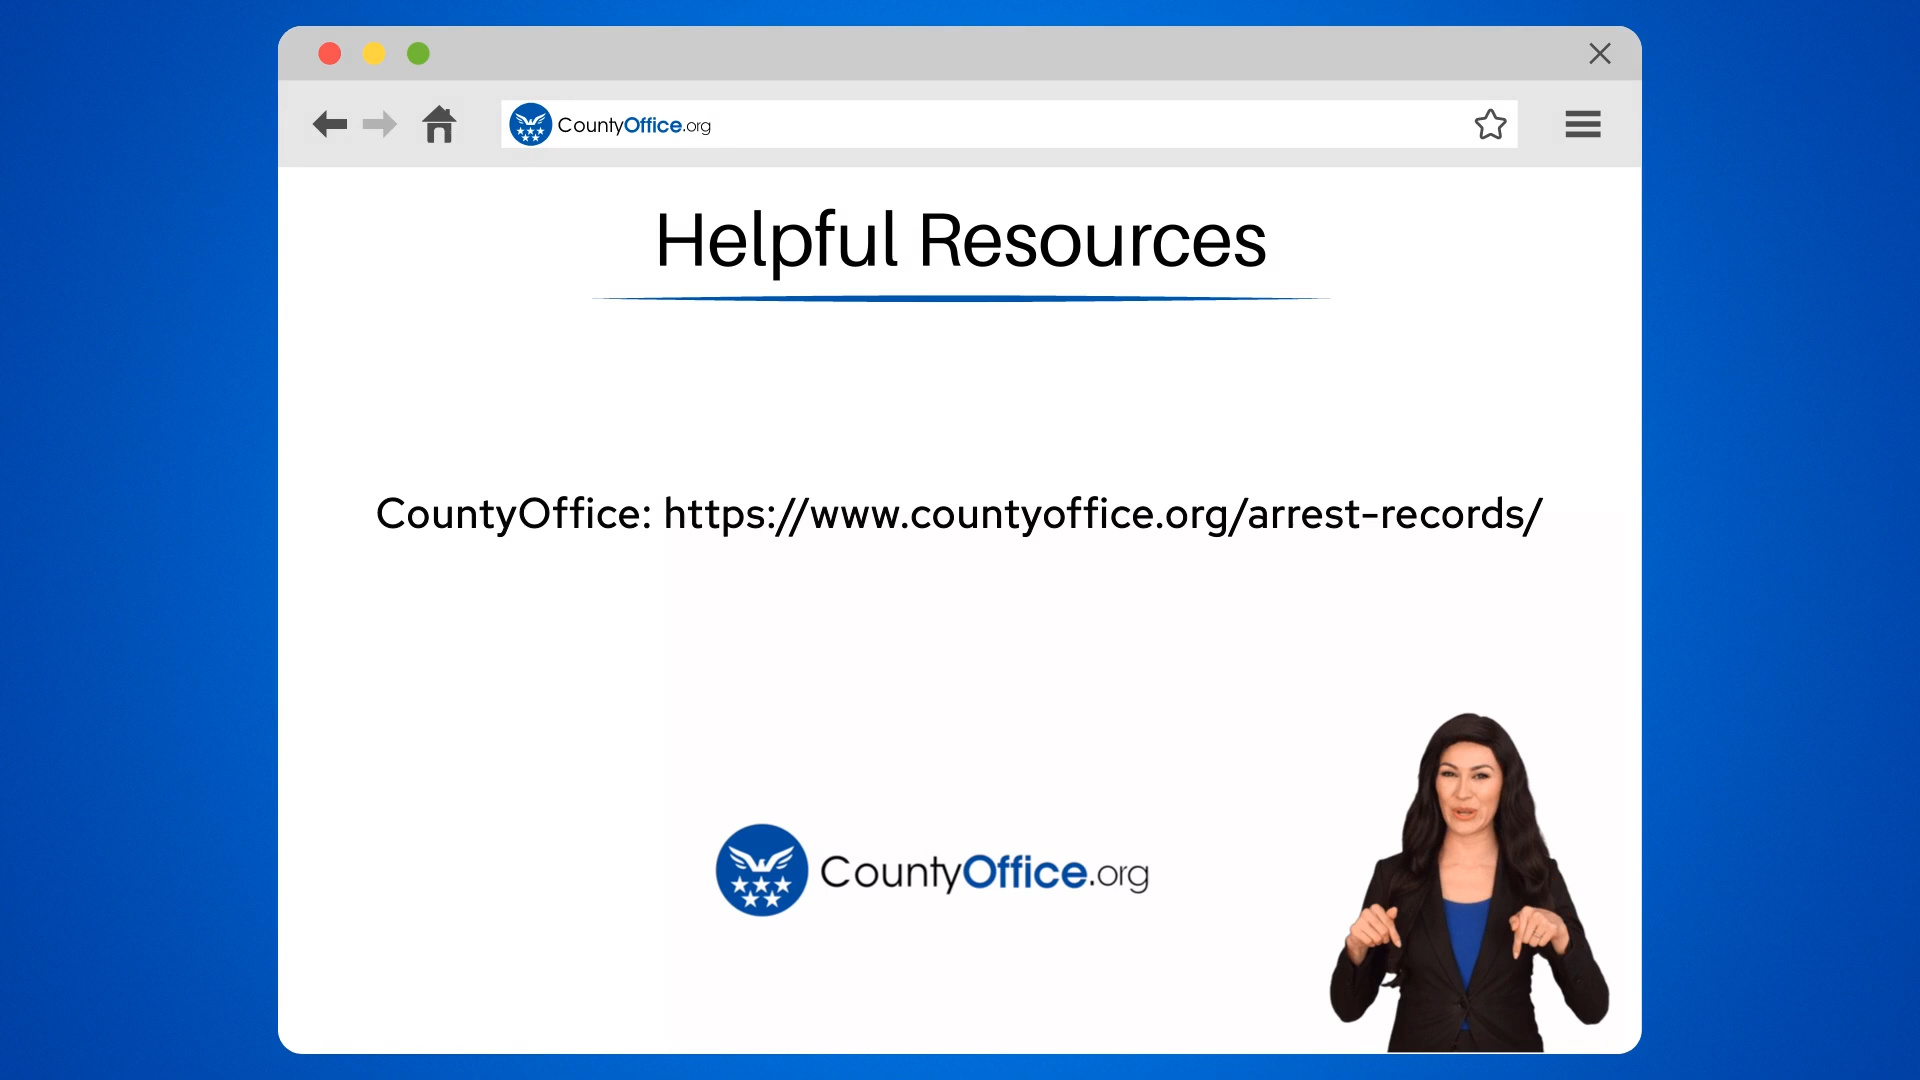 CountyOffice.org
Helpful Resources
CountyOffice: https://www.countyoffice.org/arrest-records/
CountyOffice.org